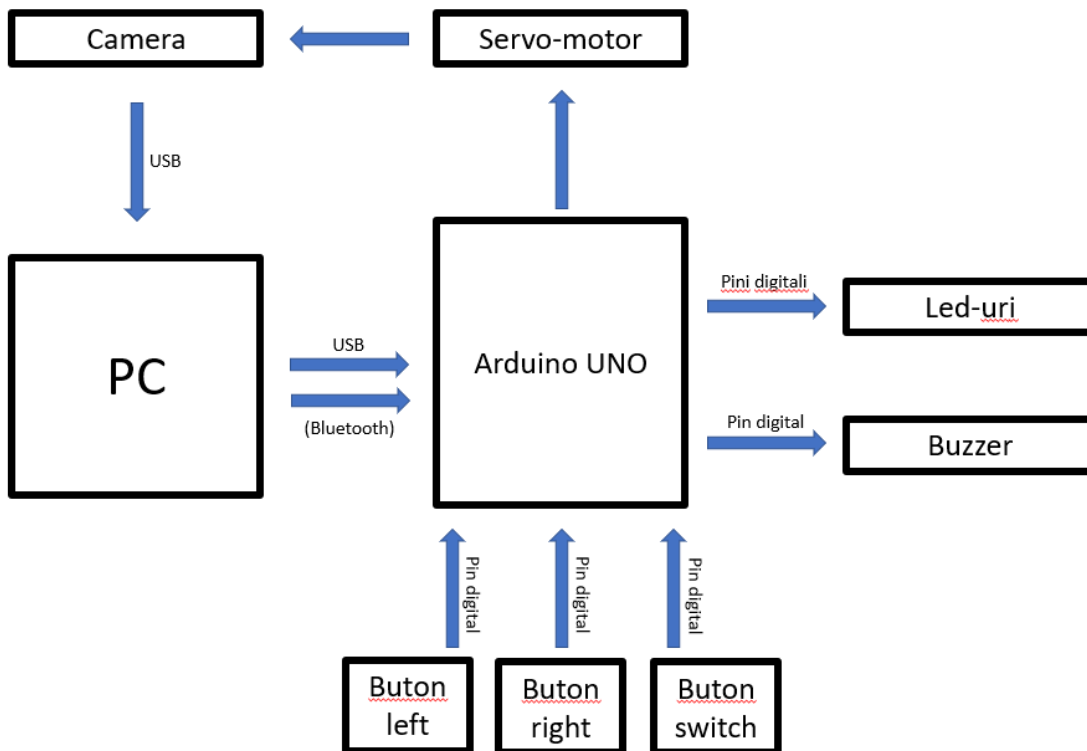 Camera
Servo-motor
USB
PC
USB
(Bluetooth)
Arduino UNO
Pini digitali
Led-uri
Pin digital
Buzzer
Pin digital
Pin digital
Pin digital
Buton
left
Buton
right
Buton
switch